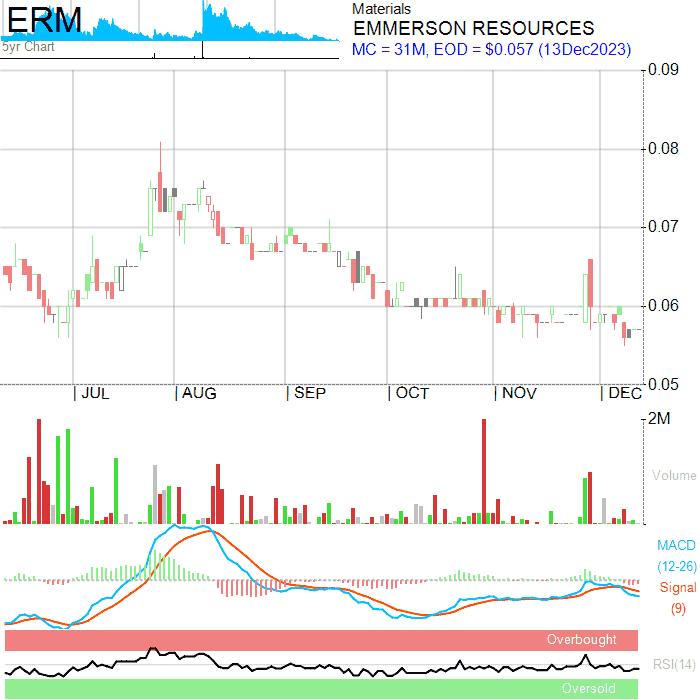 ERM
5yr Chart
Materials
EMMERSON RESOURCES
MC = 31M, EOD = $0.057 (13Dec2023)
0.09
0.08
0.07
0.06
0.05
| JUL | AUG | SEP | OCT | NOV | DEC
2M
Volume
MACD
(12-26)
Signal
(9)
Overbought
RSI(14)
Oversold